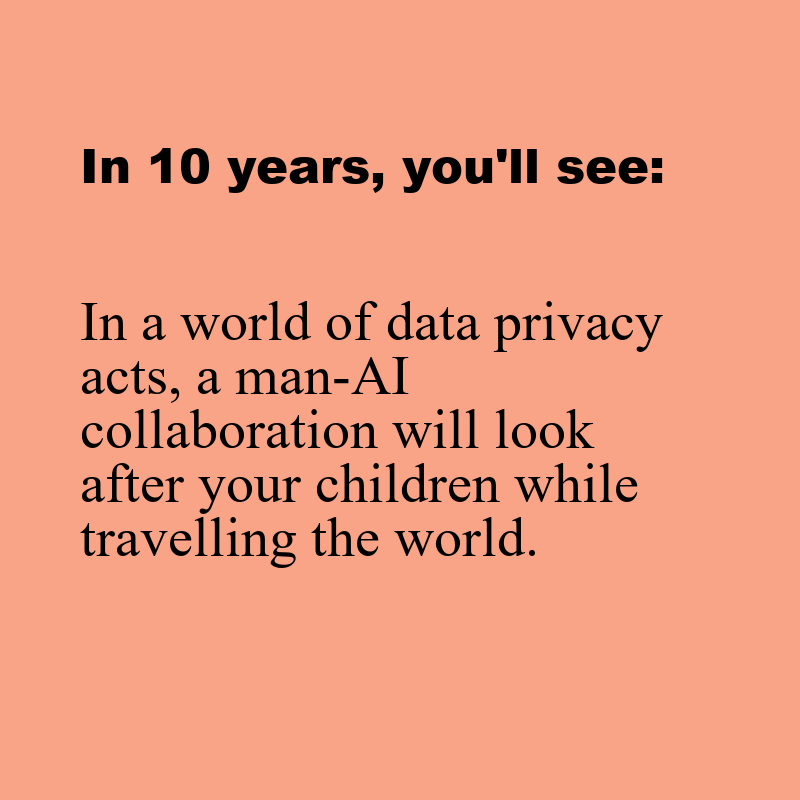 In 10 years, you'll see:
In a world of data privacy
acts, a man-AI
collaboration will look
after your children while
travelling the world.